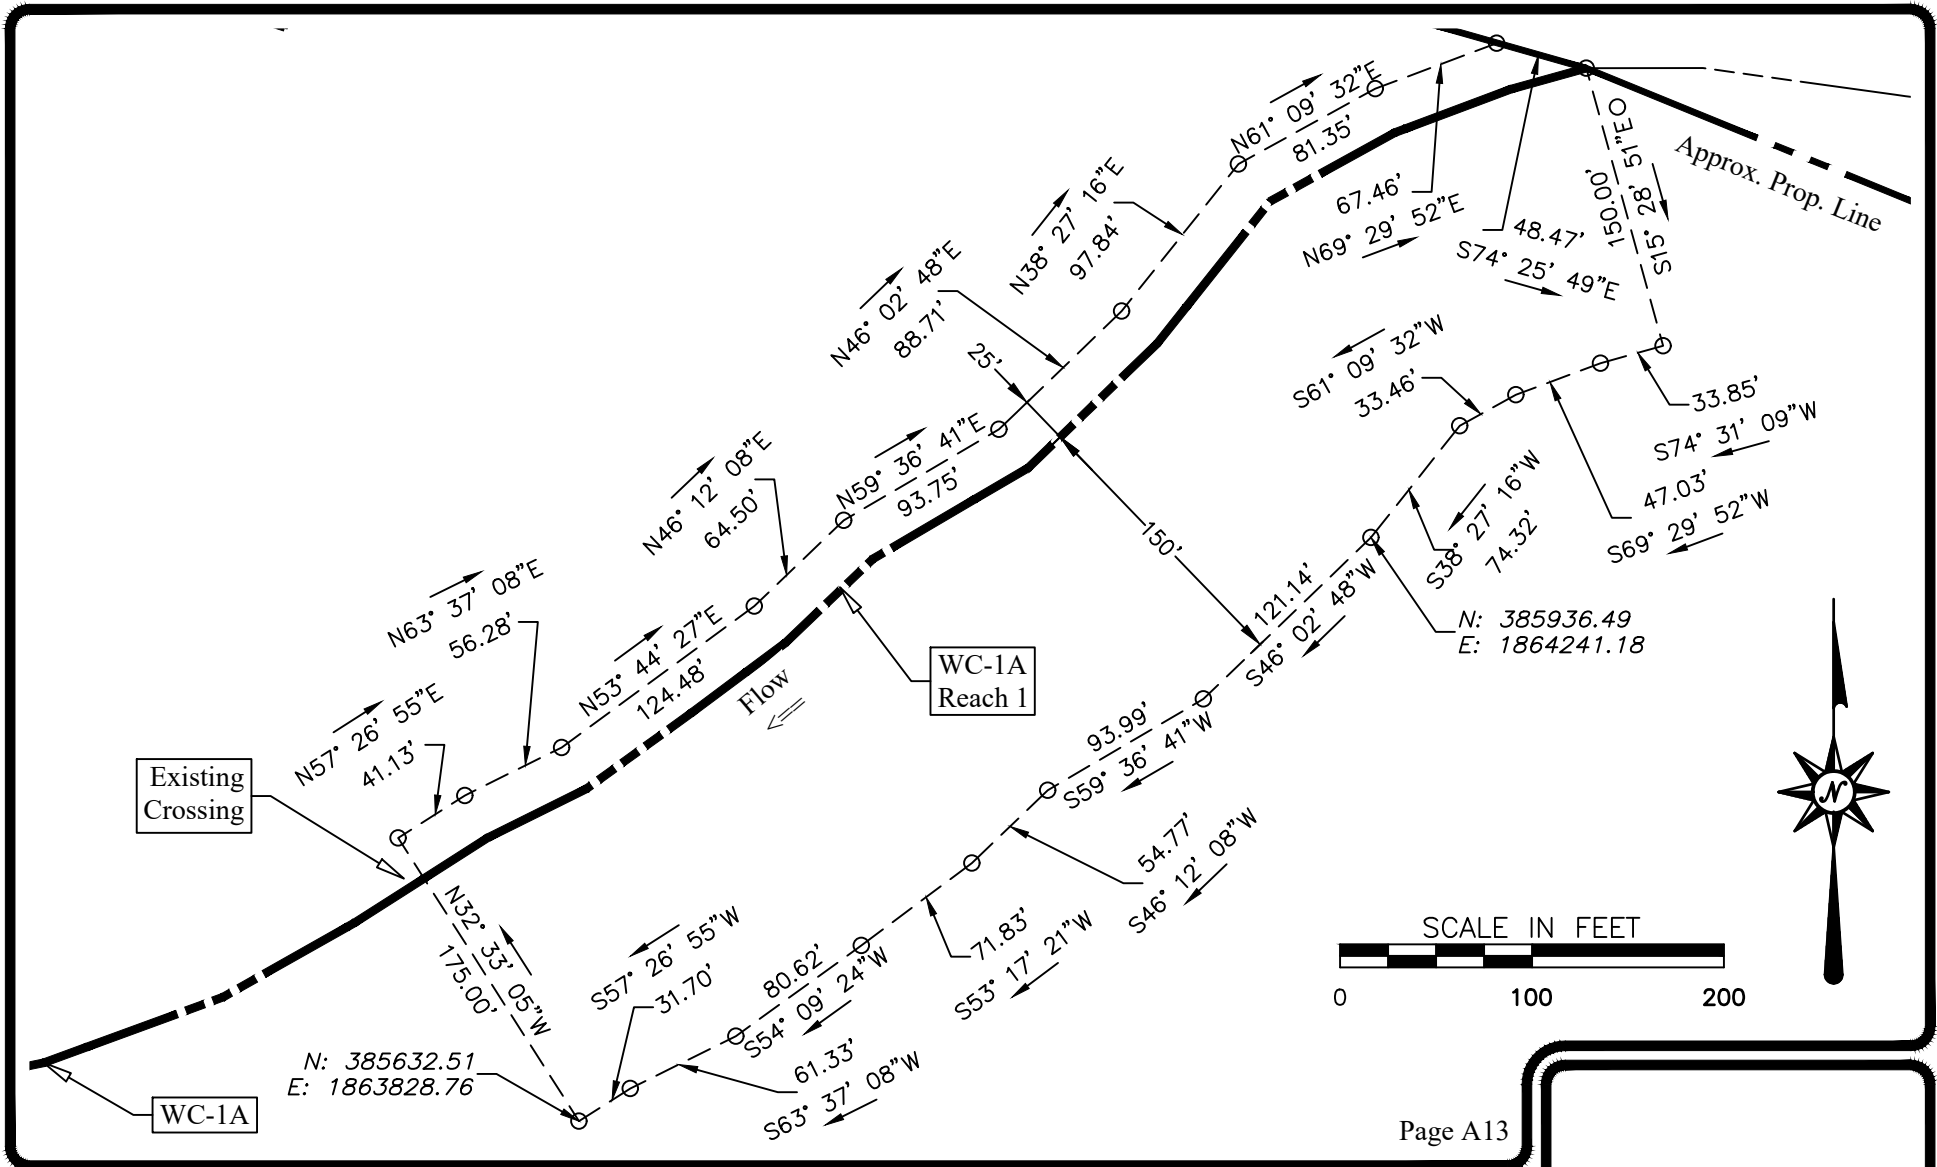 N61° 09' 32"E
81.35'
67.46'
N69° 29' 52"E
48.47'
S74° 25' 49"E
S15° 28' 51"E
150.00'
Approx. Prop. Line
N38° 27' 16"E
97.84'
N46° 02' 48"E
88.71'
25'
S61° 09' 32"W
33.46'
33.85'
S74° 31' 09"W
47.03'
S69° 29' 52"W
N59° 36' 41"E
93.75'
N46° 12' 08"E
64.50'
150'
S38° 27' 16"W
74.32'
N63° 37' 08"E
56.28'
N53° 44' 27"E
124.48'
121.14'
S46° 02' 48"W
N: 385936.49
E: 1864241.18
WC-1A
Reach 1
Flow
N57° 26' 55"E
41.13'
Existing
Crossing
93.99'
S59° 36' 41"W
54.77'
S46° 12' 08"W
N32° 33' 05"W
175.00'
S57° 26' 55"W
31.70'
80.62'
S54° 09' 24"W
71.83'
S53° 17' 21"W
61.33'
S63° 37' 08"W
N: 385632.51
E: 1863828.76
WC-1A
N
SCALE IN FEET
0 100 200
Page A13